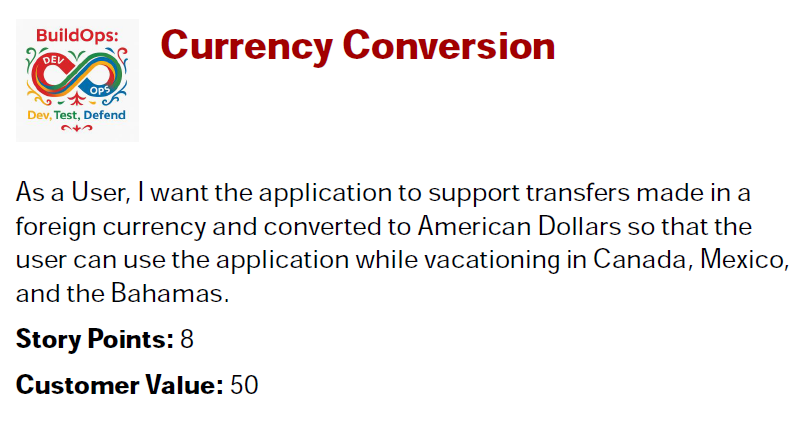 BuildOps:
DEV
OPS
Dev, Test, Defend
Currency Conversion
As a User, I want the application to support transfers made in a
foreign currency and converted to American Dollars so that the
user can use the application while vacationing in Canada, Mexico,
and the Bahamas.
Story Points: 8
Customer Value: 50